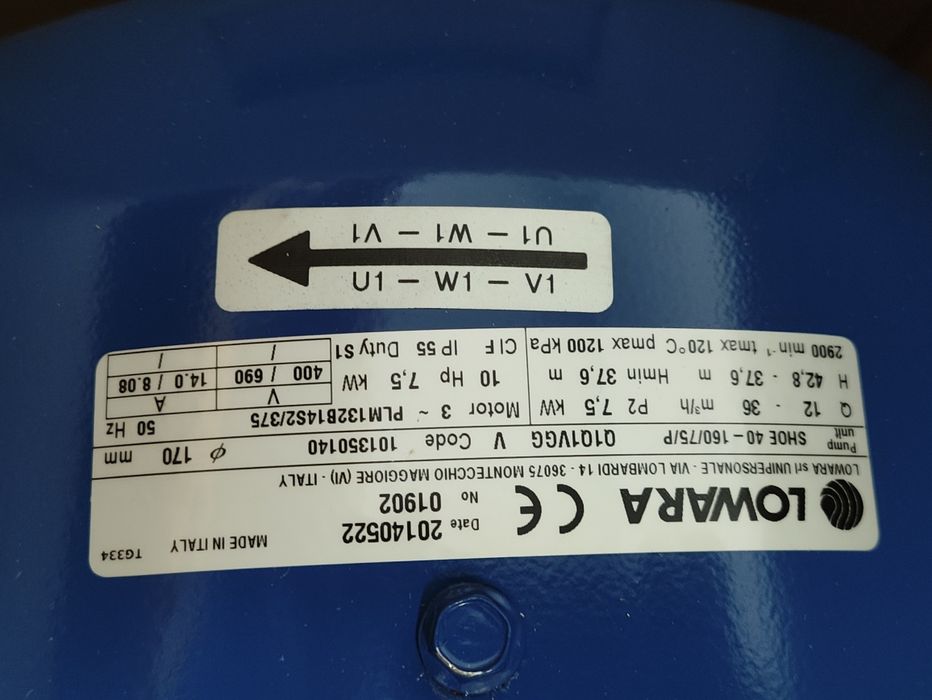 U1 – W1 – V1
U1 – W1 – V1
LOWARA CE Date 20140522 MADE IN ITALY TG334
No 01902
LOWARA srl UNIPERSONALE - VIA LOMBARDI 14 - 36075 MONTECCHIO MAGGIORE (VI) - ITALY
Pump unit SHOE 40-160/75/P Q1Q1VGG V Code 101350140 ϕ 170 mm
Q 12 - 36 m³/h P2 7,5 kW Motor 3 ~ PLM132B14S2/375 50 Hz
H 42,8 - 37,6 m Hmin 37,6 m 10 Hp 7,5 kW
2900 min⁻¹ tmax 120°C pmax 1200 kPa Cl F IP 55 Duty S1
V A
400 / 690 14.0 / 8.08
/ /